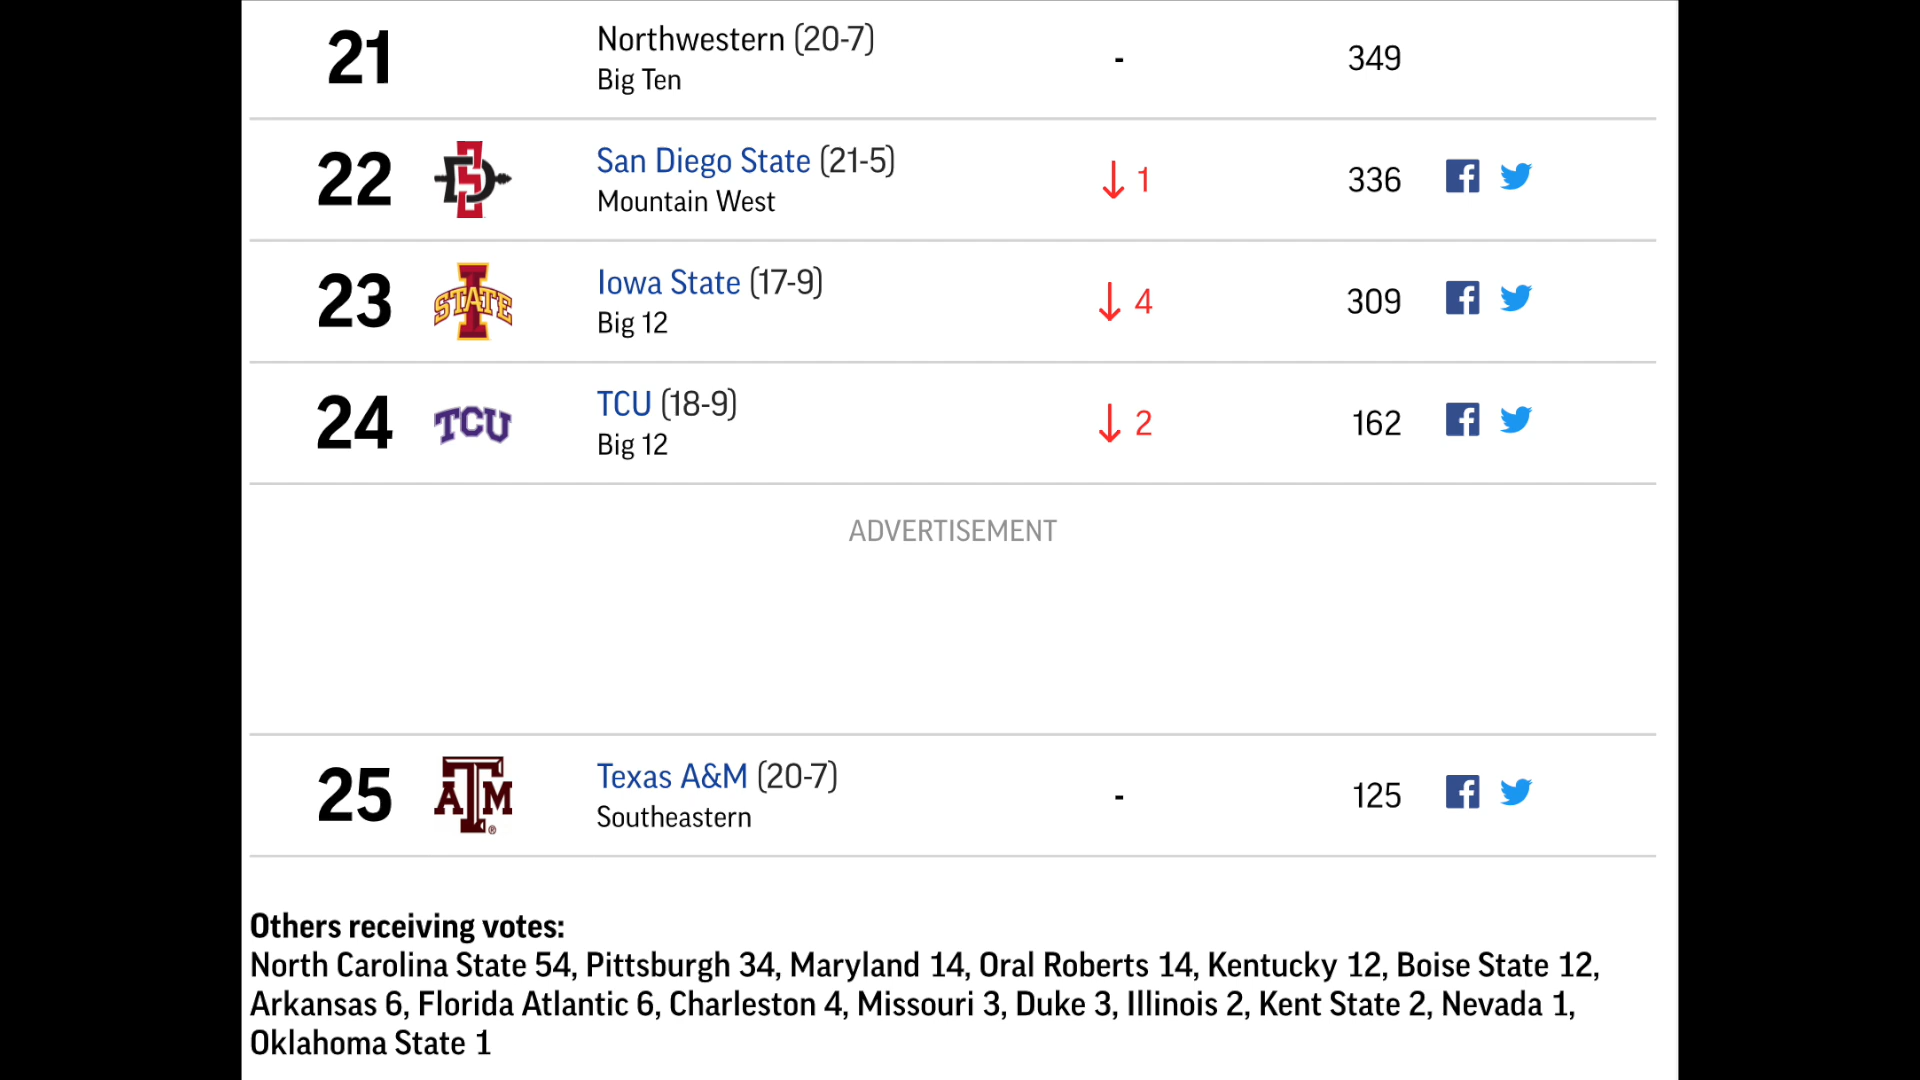 21
Northwestern (20-7)
Big Ten
-
349
22
San Diego State (21-5)
Mountain West
↓ 1
336
23
STATE
Iowa State (17-9)
Big 12
↓ 4
309
24
TCU
TCU (18-9)
Big 12
↓ 2
162
ADVERTISEMENT
25
ATM
Texas A&M (20-7)
Southeastern
-
125
Others receiving votes:
North Carolina State 54, Pittsburgh 34, Maryland 14, Oral Roberts 14, Kentucky 12, Boise State 12,
Arkansas 6, Florida Atlantic 6, Charleston 4, Missouri 3, Duke 3, Illinois 2, Kent State 2, Nevada 1,
Oklahoma State 1